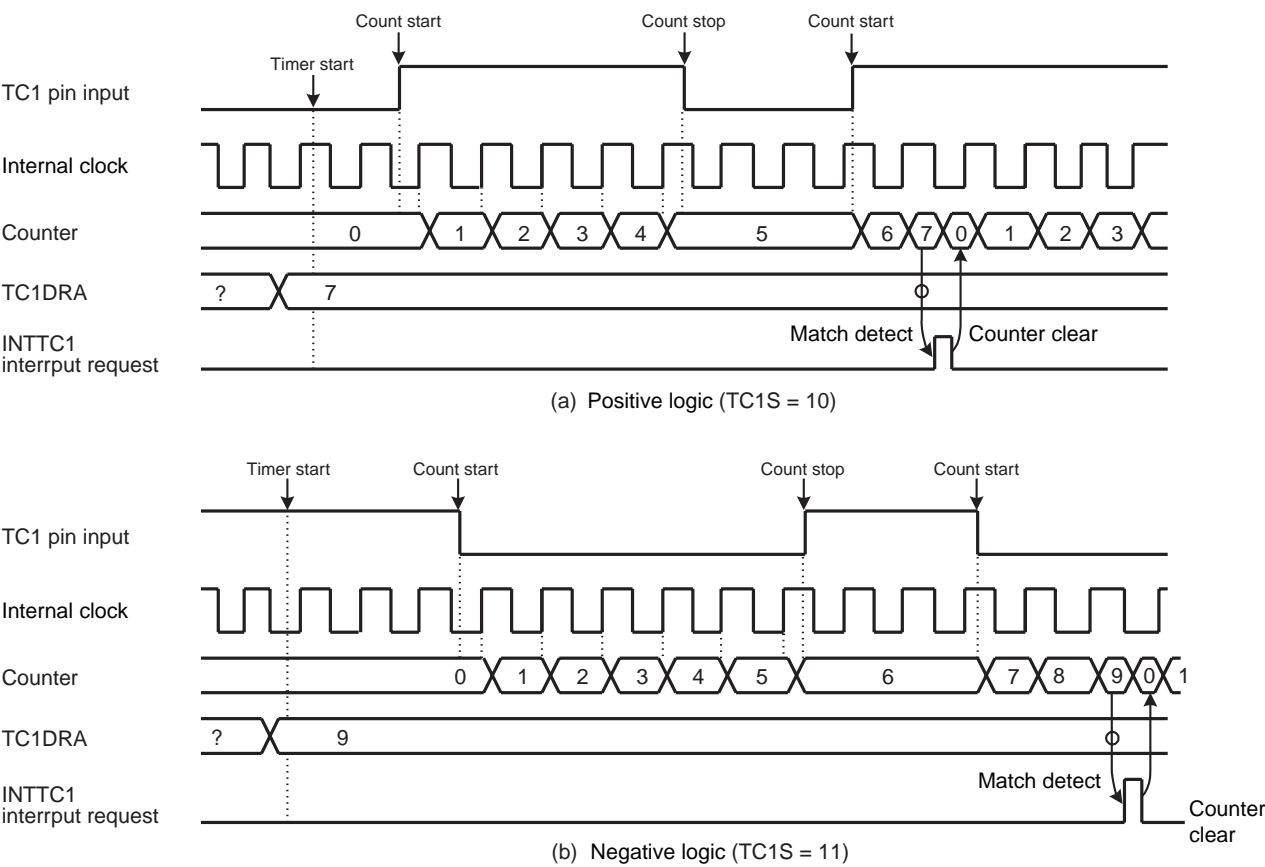 Count start Count stop Count start
Timer start
TC1 pin input
Internal clock
Counter 0 1 2 3 4 5 6 7 0 1 2 3
TC1DRA ? 7
Match detect Counter clear
INTTC1
interrput request
(a) Positive logic (TC1S = 10)
Timer start Count start Count stop Count start
TC1 pin input
Internal clock
Counter 0 1 2 3 4 5 6 7 8 9 0 1
TC1DRA ? 9
Match detect
INTTC1
interrput request
Counter
clear
(b) Negative logic (TC1S = 11)